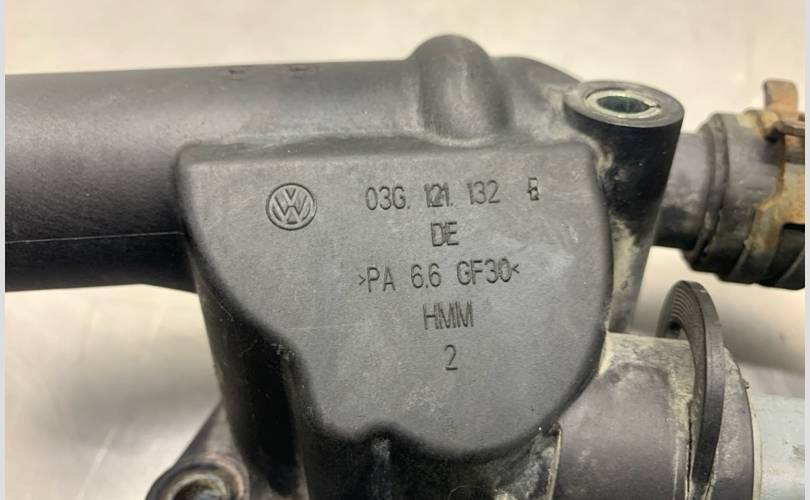 03G. 121. 132
DE
>PA 6.6 GF30<
HMM
2